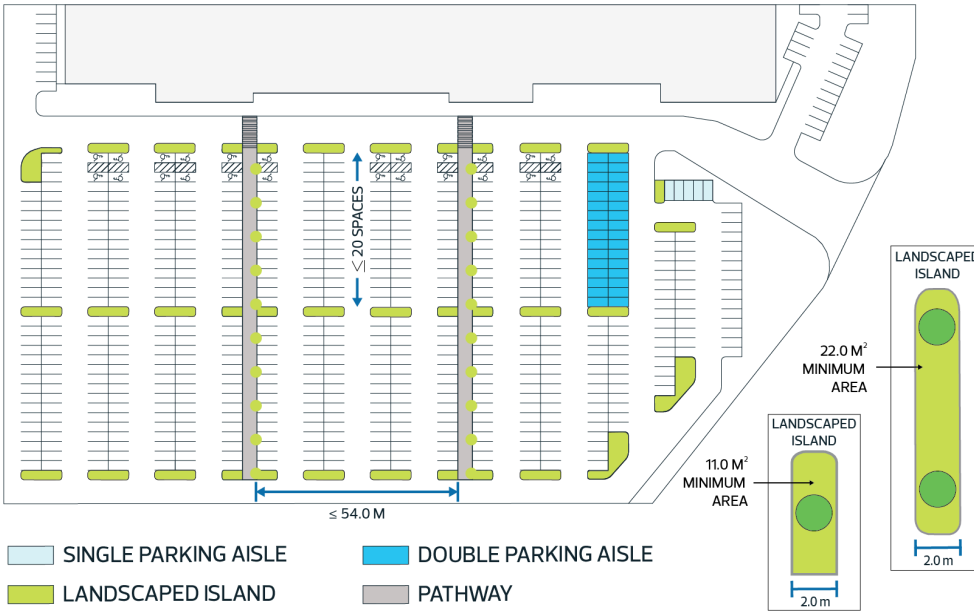 ≤ 20 SPACES
≤ 54.0 M
LANDSCAPED
ISLAND
22.0 M²
MINIMUM
AREA
2.0 m
LANDSCAPED
ISLAND
11.0 M²
MINIMUM
AREA
2.0 m
SINGLE PARKING AISLE
DOUBLE PARKING AISLE
LANDSCAPED ISLAND
PATHWAY